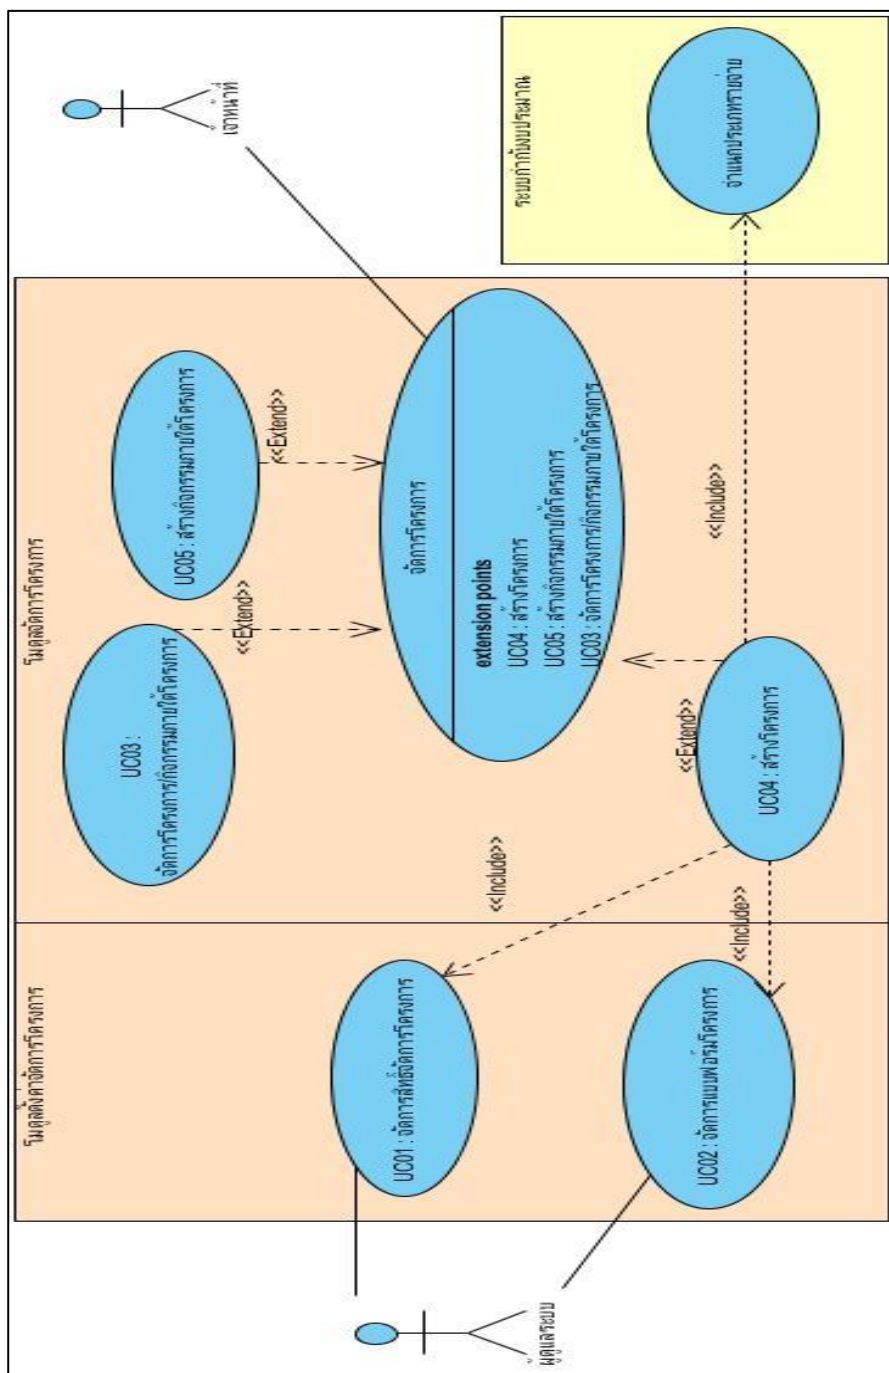 โมดูลตั้งค่าจัดการโครงการ
โมดูลจัดการโครงการ
ผู้ดูแลระบบ
เจ้าหน้าที่
UC01 : จัดการสิทธิ์จัดการโครงการ
UC02 : จัดการแบบฟอร์มโครงการ
UC03 :
จัดการโครงการ/กิจกรรมภายใต้โครงการ
UC05 : สร้างกิจกรรมภายใต้โครงการ
<<Extend>>
<<Extend>>
จัดการโครงการ
extension points
UC04 : สร้างโครงการ
UC05 : สร้างกิจกรรมภายใต้โครงการ
UC03 : จัดการโครงการ/กิจกรรมภายใต้โครงการ
<<Include>>
<<Extend>>
<<Include>>
<<Include>>
UC04 : สร้างโครงการ
ระบบกำกับงบประมาณ
จำแนกประเภทรายจ่าย